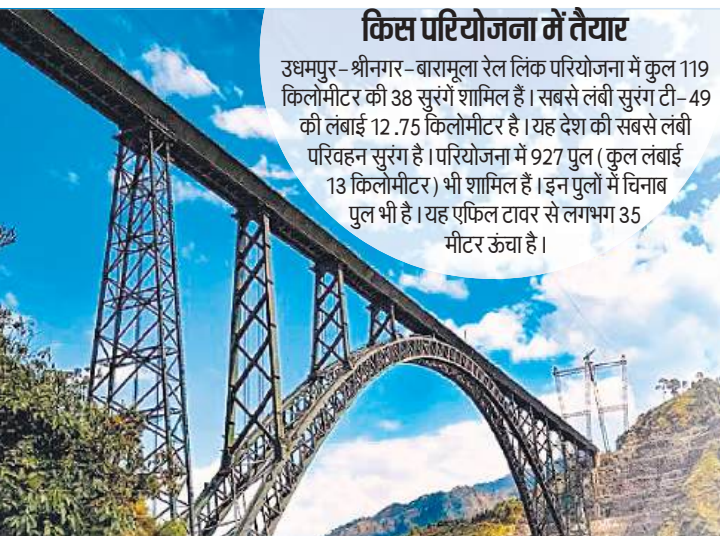 किस परियोजना में तैयार
उधमपुर-श्रीनगर-बारामूला रेल लिंक परियोजना में कुल 119
किलोमीटर की 38 सुरंगें शामिल हैं। सबसे लंबी सुरंग टी-49
की लंबाई 12.75 किलोमीटर है। यह देश की सबसे लंबी
परिवहन सुरंग है। परियोजना में 927 पुल (कुल लंबाई
13 किलोमीटर) भी शामिल हैं। इन पुलों में चिनाब
पुल भी है। यह एफिल टावर से लगभग 35
मीटर ऊंचा है।